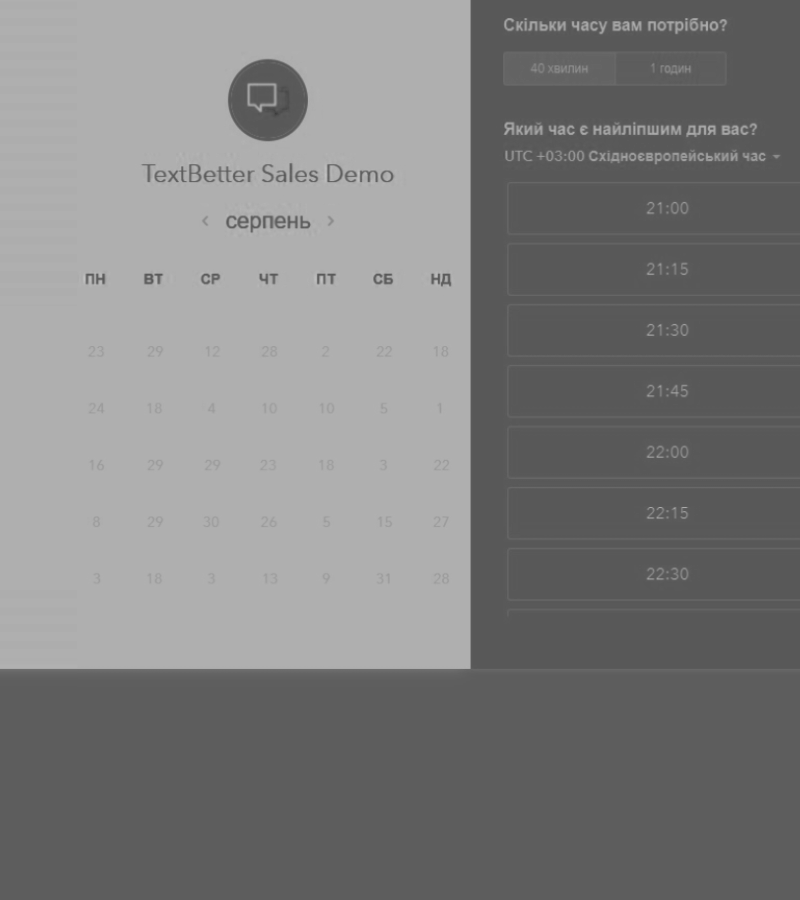 TextBetter Sales Demo
серпень
ПН ВТ СР ЧТ ПТ СБ НД
23 29 12 28 2 22 18
24 18 4 10 10 5 1
16 29 29 23 18 3 22
8 29 30 26 5 15 27
3 18 3 13 9 31 28
Скільки часу вам потрібно?
40 хвилин 1 годин
Який час є найліпшим для вас?
UTC +03:00 Східноєвропейський час
21:00
21:15
21:30
21:45
22:00
22:15
22:30